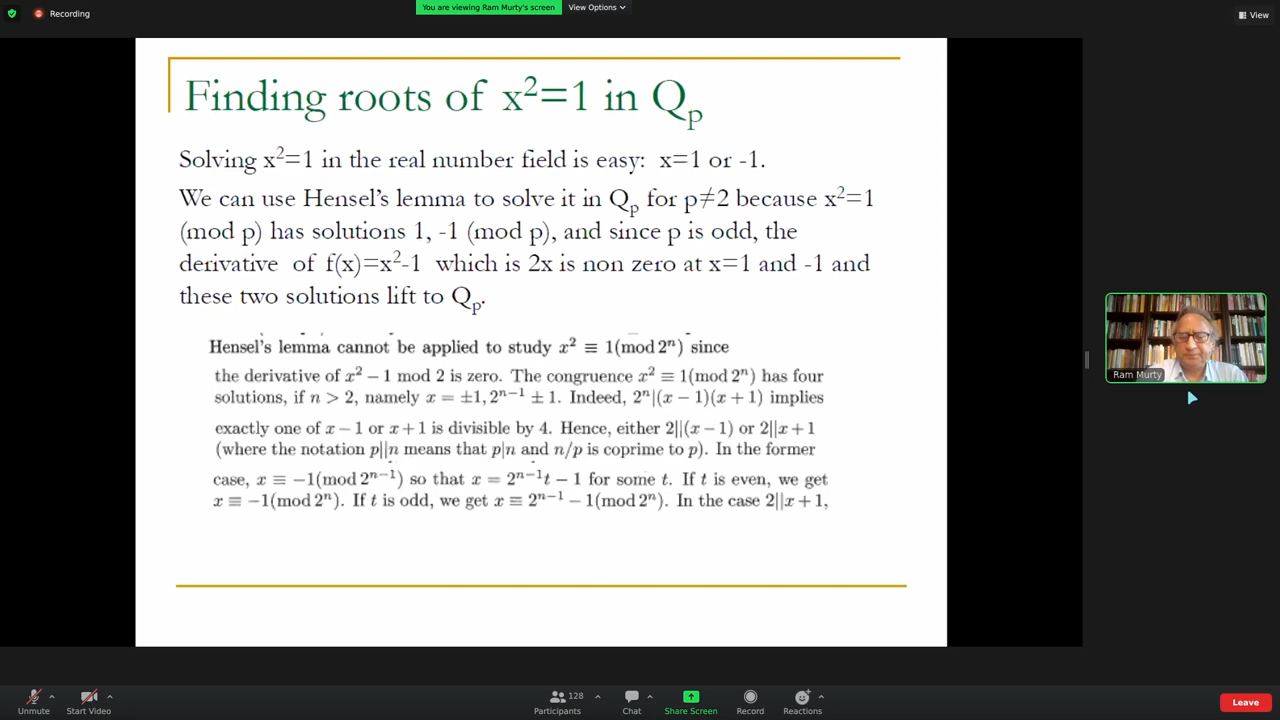 Recording
You are viewing Ram Murty's screen View Options
View
Finding roots of x²=1 in Qₚ
Solving x²=1 in the real number field is easy: x=1 or -1.
We can use Hensel's lemma to solve it in Qₚ for p≠2 because x²=1
(mod p) has solutions 1, -1 (mod p), and since p is odd, the
derivative of f(x)=x²-1 which is 2x is non zero at x=1 and -1 and
these two solutions lift to Qₚ.
Hensel's lemma cannot be applied to study x² ≡ 1(mod 2ⁿ) since
the derivative of x² − 1 mod 2 is zero. The congruence x² ≡ 1(mod 2ⁿ) has four
solutions, if n > 2, namely x = ±1, 2ⁿ⁻¹ ± 1. Indeed, 2ⁿ|(x − 1)(x + 1) implies
exactly one of x − 1 or x + 1 is divisible by 4. Hence, either 2||(x − 1) or 2||x + 1
(where the notation p||n means that p|n and n/p is coprime to p). In the former
case, x ≡ −1(mod 2ⁿ⁻¹) so that x = 2ⁿ⁻¹t − 1 for some t. If t is even, we get
x ≡ −1(mod 2ⁿ). If t is odd, we get x ≡ 2ⁿ⁻¹ − 1(mod 2ⁿ). In the case 2||x + 1,
Ram Murty
Unmute
Start Video
128
Participants
Chat
Share Screen
Record
Reactions
Leave